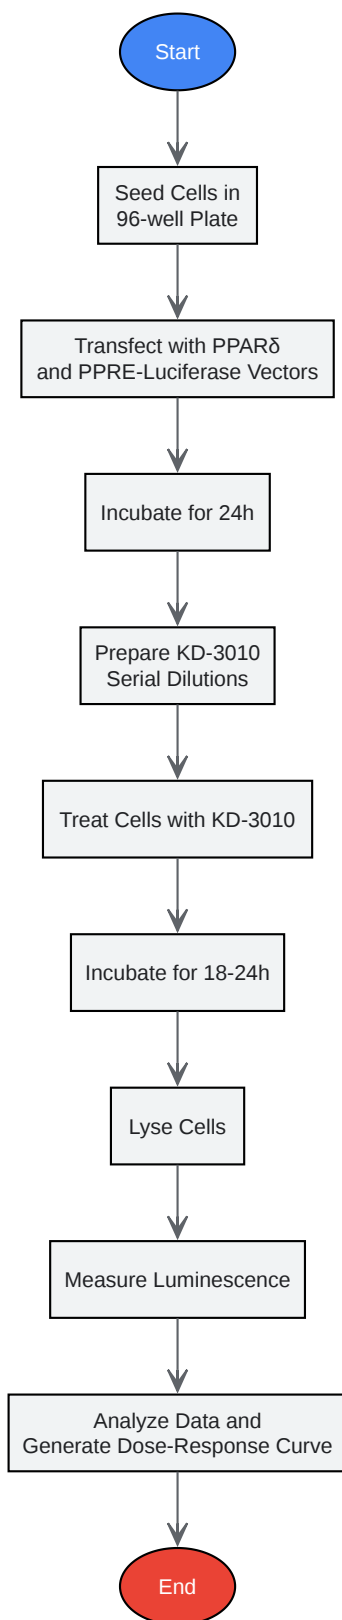 Start
Seed Cells in
96-well Plate
Transfect with PPARδ
and PPRE-Luciferase Vectors
Incubate for 24h
Prepare KD-3010
Serial Dilutions
Treat Cells with KD-3010
Incubate for 18-24h
Lyse Cells
Measure Luminescence
Analyze Data and
Generate Dose-Response Curve
End